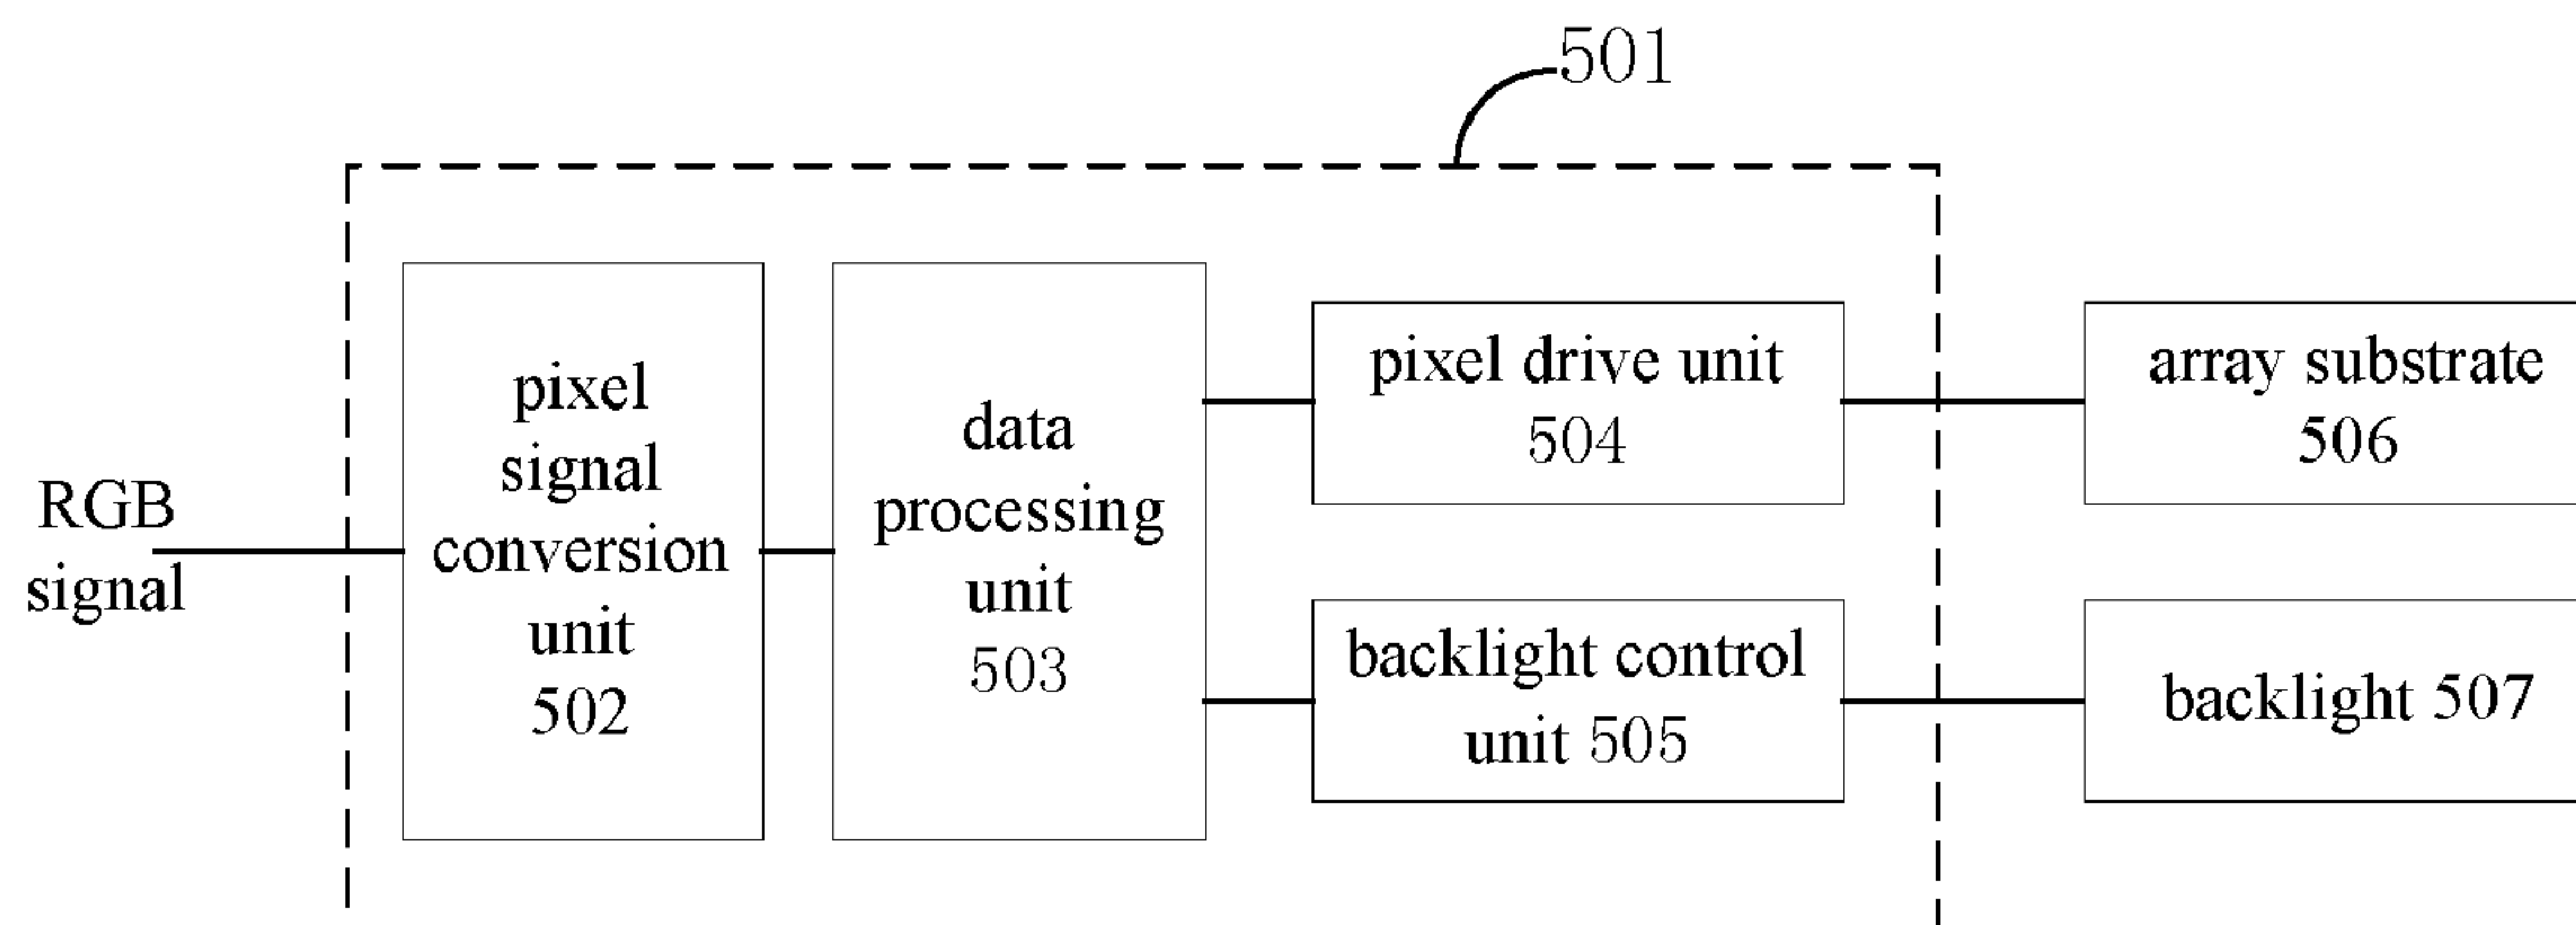 501
RGB
signal
pixel
signal
conversion
unit
502
data
processing
unit
503
pixel drive unit
504
backlight control
unit 505
array substrate
506
backlight 507